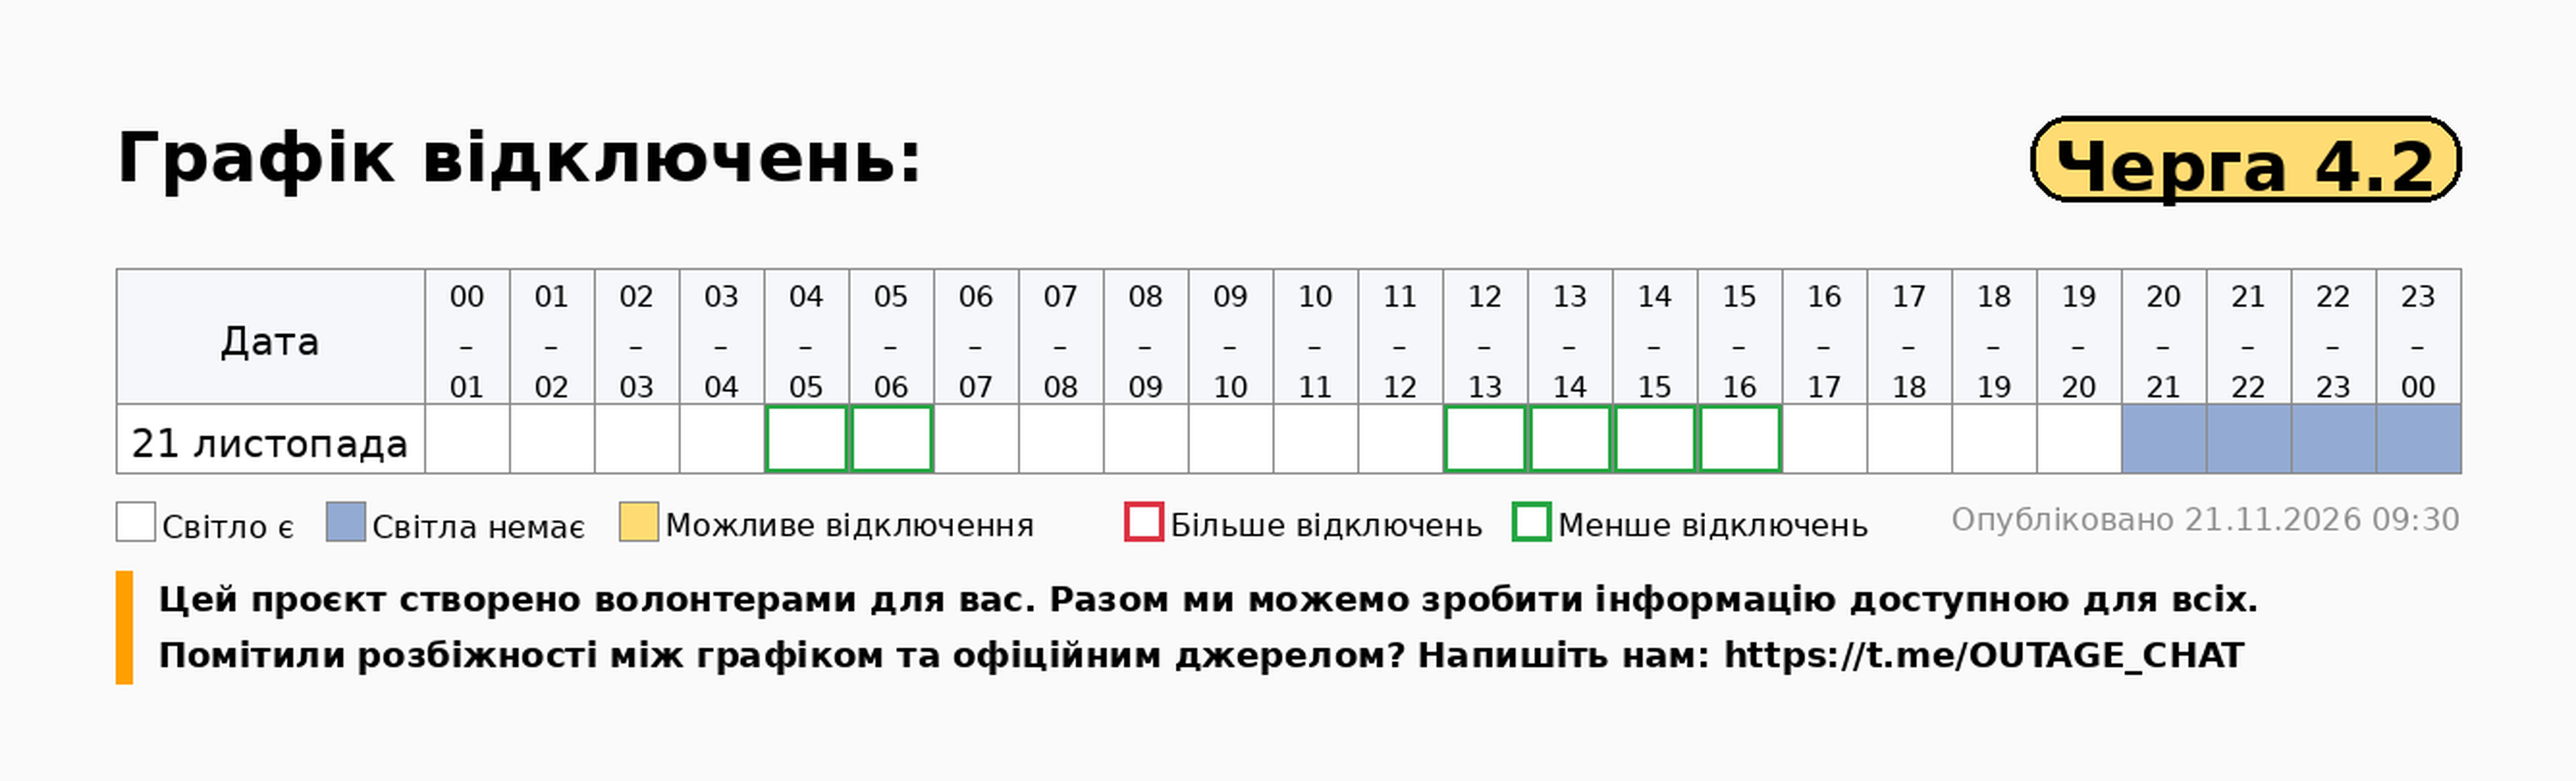 Графік відключень:
Черга 4.2
Дата
00 – 01
01 – 02
02 – 03
03 – 04
04 – 05
05 – 06
06 – 07
07 – 08
08 – 09
09 – 10
10 – 11
11 – 12
12 – 13
13 – 14
14 – 15
15 – 16
16 – 17
17 – 18
18 – 19
19 – 20
20 – 21
21 – 22
22 – 23
23 – 00
21 листопада
Світло є
Світла немає
Можливе відключення
Більше відключень
Менше відключень
Опубліковано 21.11.2026 09:30
Цей проєкт створено волонтерами для вас. Разом ми можемо зробити інформацію доступною для всіх.
Помітили розбіжності між графіком та офіційним джерелом? Напишіть нам: https://t.me/OUTAGE_CHAT